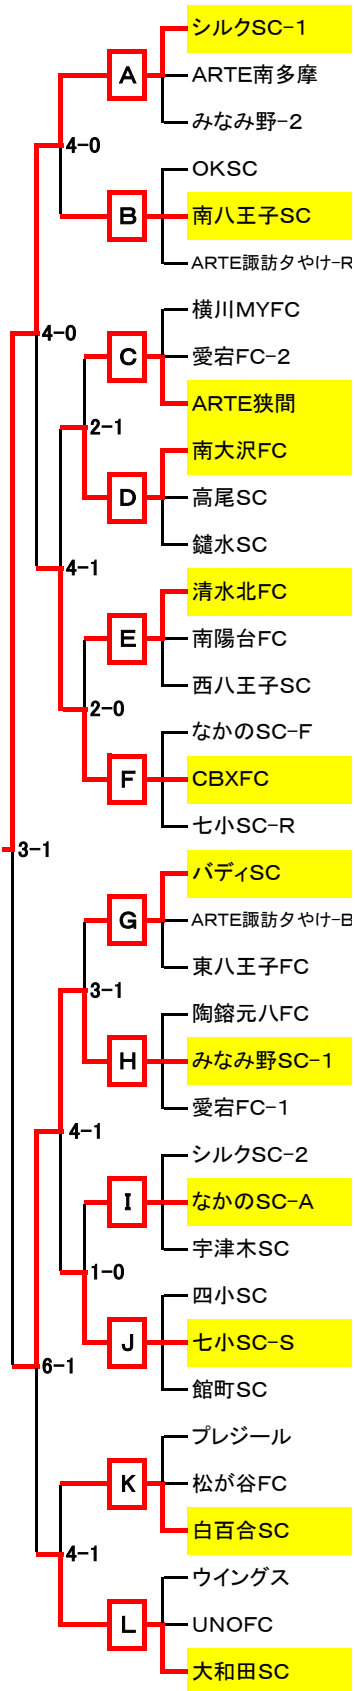 シルクSC-1
A
ARTE南多摩
みなみ野-2
4-0
OKSC
B
南八王子SC
ARTE諏訪夕やけ-R
横川MYFC
4-0
C
愛宕FC-2
ARTE狭間
2-1
南大沢FC
D
高尾SC
鑓水SC
4-1
清水北FC
E
南陽台FC
西八王子SC
2-0
なかのSC-F
F
CBXFC
七小SC-R
3-1
バディSC
G
ARTE諏訪夕やけ-B
東八王子FC
3-1
陶鎔元八FC
H
みなみ野SC-1
愛宕FC-1
4-1
シルクSC-2
I
なかのSC-A
宇津木SC
1-0
四小SC
J
七小SC-S
6-1
館町SC
プレジール
K
松が谷FC
白百合SC
4-1
ウイングス
L
UNOFC
大和田SC